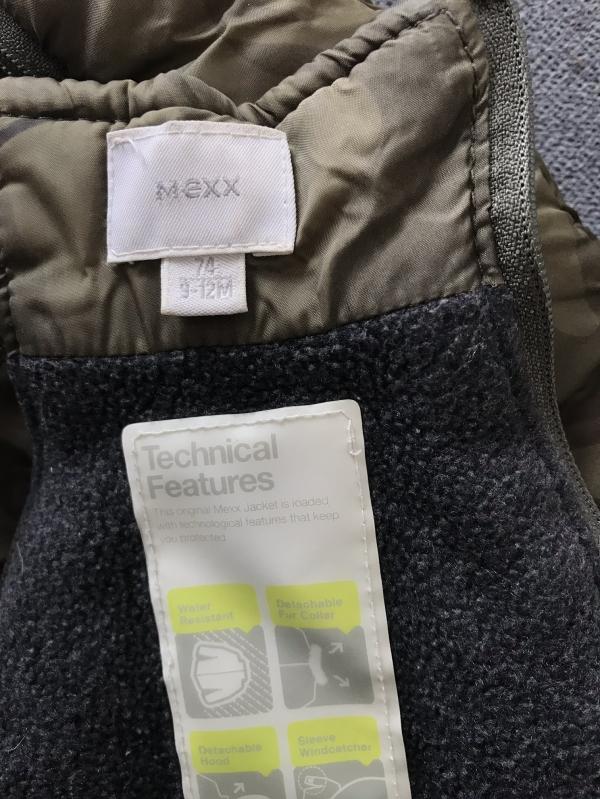 mexx
74
9-12M
Technical
Features
This original Mexx Jacket is loaded
with technological features that keep
you protected
Water
Resistant
Detachable
Fur Collar
Detachable
Hood
Sleeve
Windcatcher